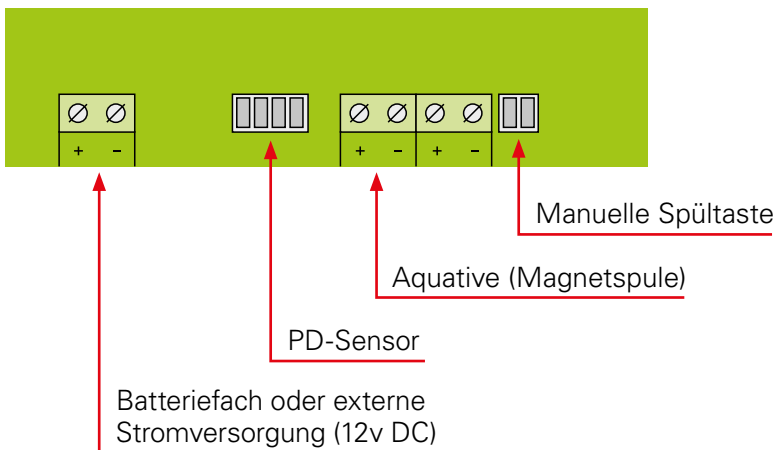 + - + - + -
Manuelle Spültaste
Aquative (Magnetspule)
PD-Sensor
Batteriefach oder externe
Stromversorgung (12v DC)